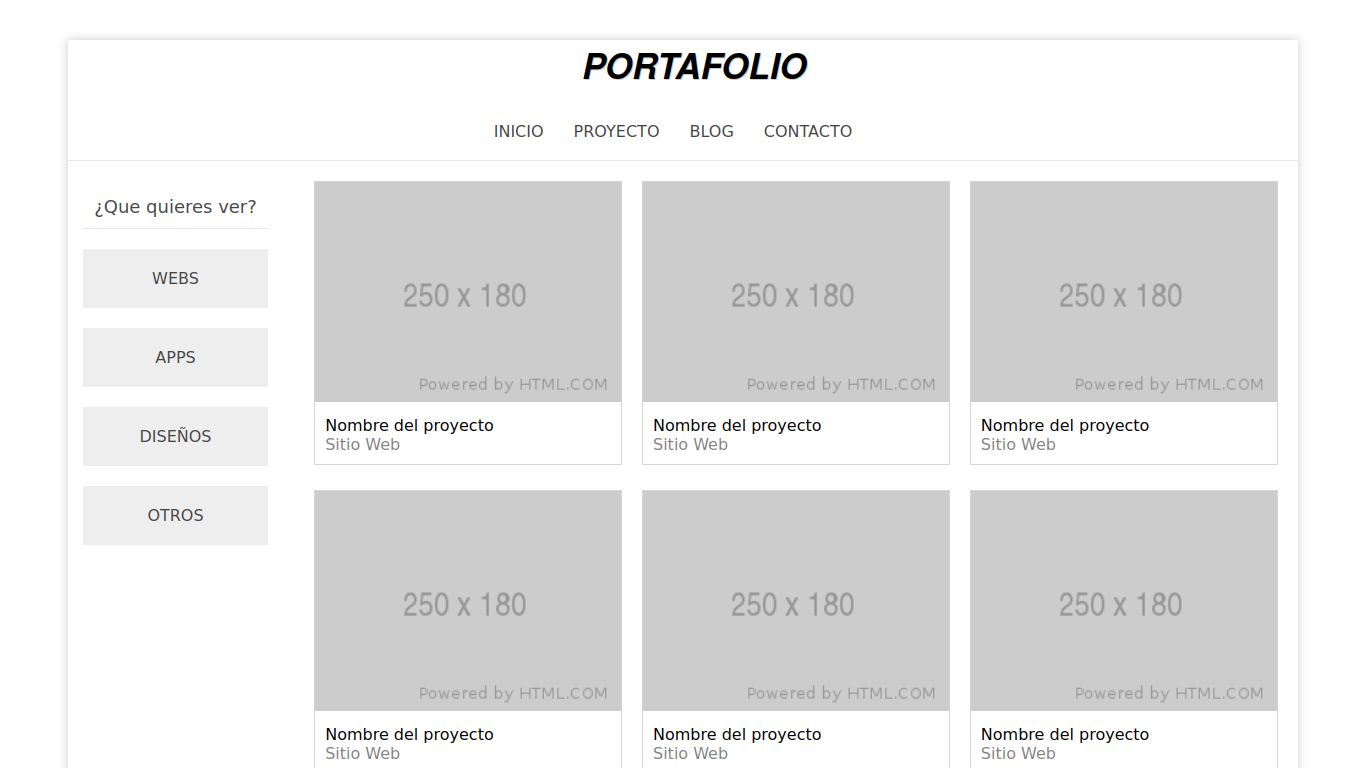 PORTAFOLIO
INICIO PROYECTO BLOG CONTACTO
¿Que quieres ver?
WEBS
APPS
DISEÑOS
OTROS
250 x 180
Powered by HTML.COM
Nombre del proyecto
Sitio Web
250 x 180
Powered by HTML.COM
Nombre del proyecto
Sitio Web
250 x 180
Powered by HTML.COM
Nombre del proyecto
Sitio Web
250 x 180
Powered by HTML.COM
Nombre del proyecto
Sitio Web
250 x 180
Powered by HTML.COM
Nombre del proyecto
Sitio Web
250 x 180
Powered by HTML.COM
Nombre del proyecto
Sitio Web